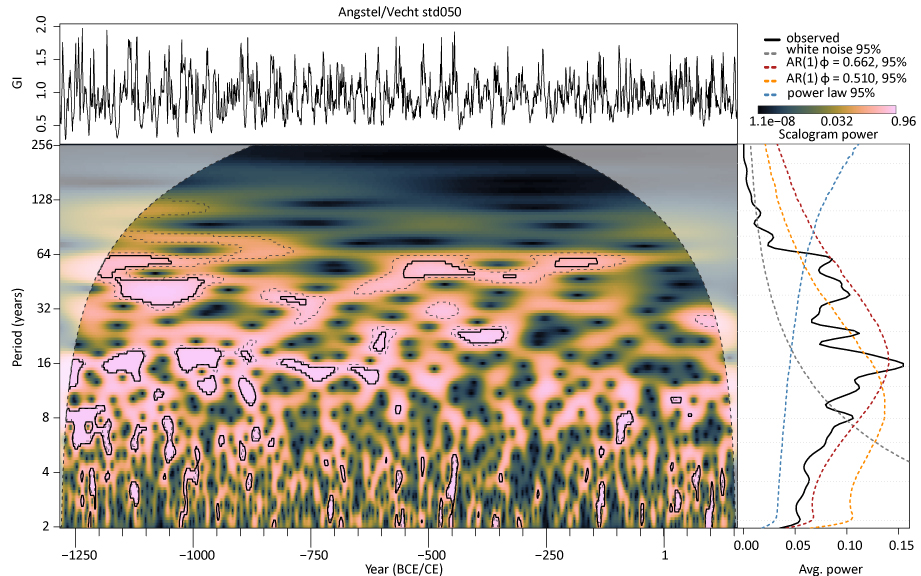 Angstel/Vecht std050
2.0
1.5
1.0
0.5
GI
observed
white noise 95%
AR(1) ϕ = 0.662, 95%
AR(1) ϕ = 0.510, 95%
power law 95%
1.1e−08 0.032 0.96
Scalogram power
256
128
64
32
16
8
4
2
Period (years)
−1250 −1000 −750 −500 −250 1
Year (BCE/CE)
0.00 0.05 0.10 0.15
Avg. power